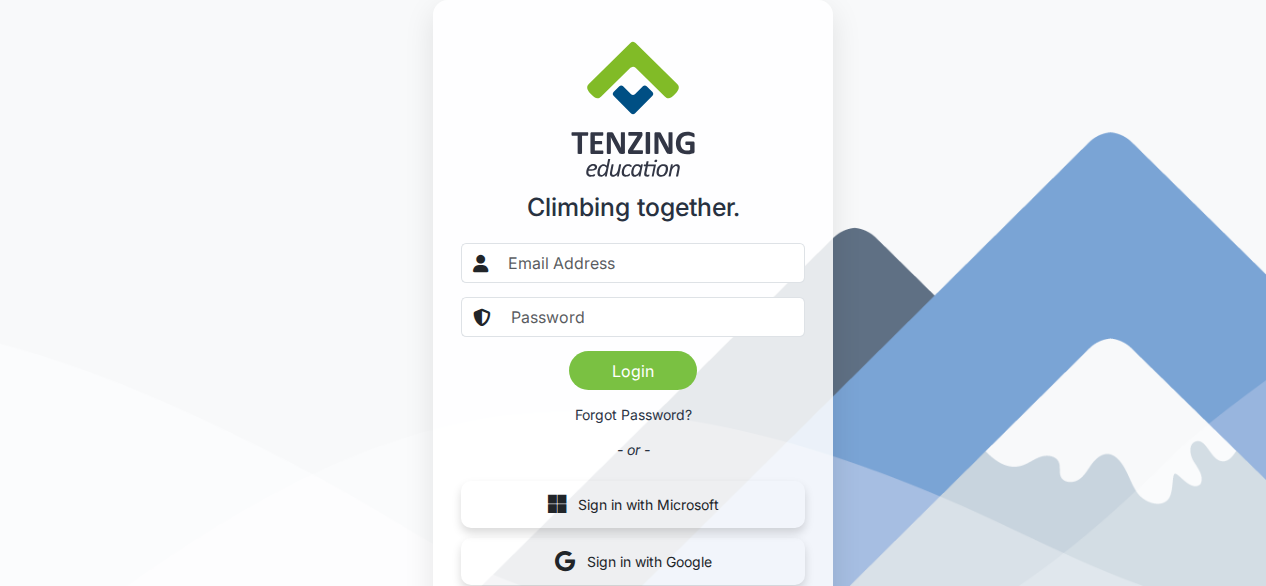 TENZING
education
Climbing together.
Email Address
Password
Login
Forgot Password?
- or -
Sign in with Microsoft
Sign in with Google